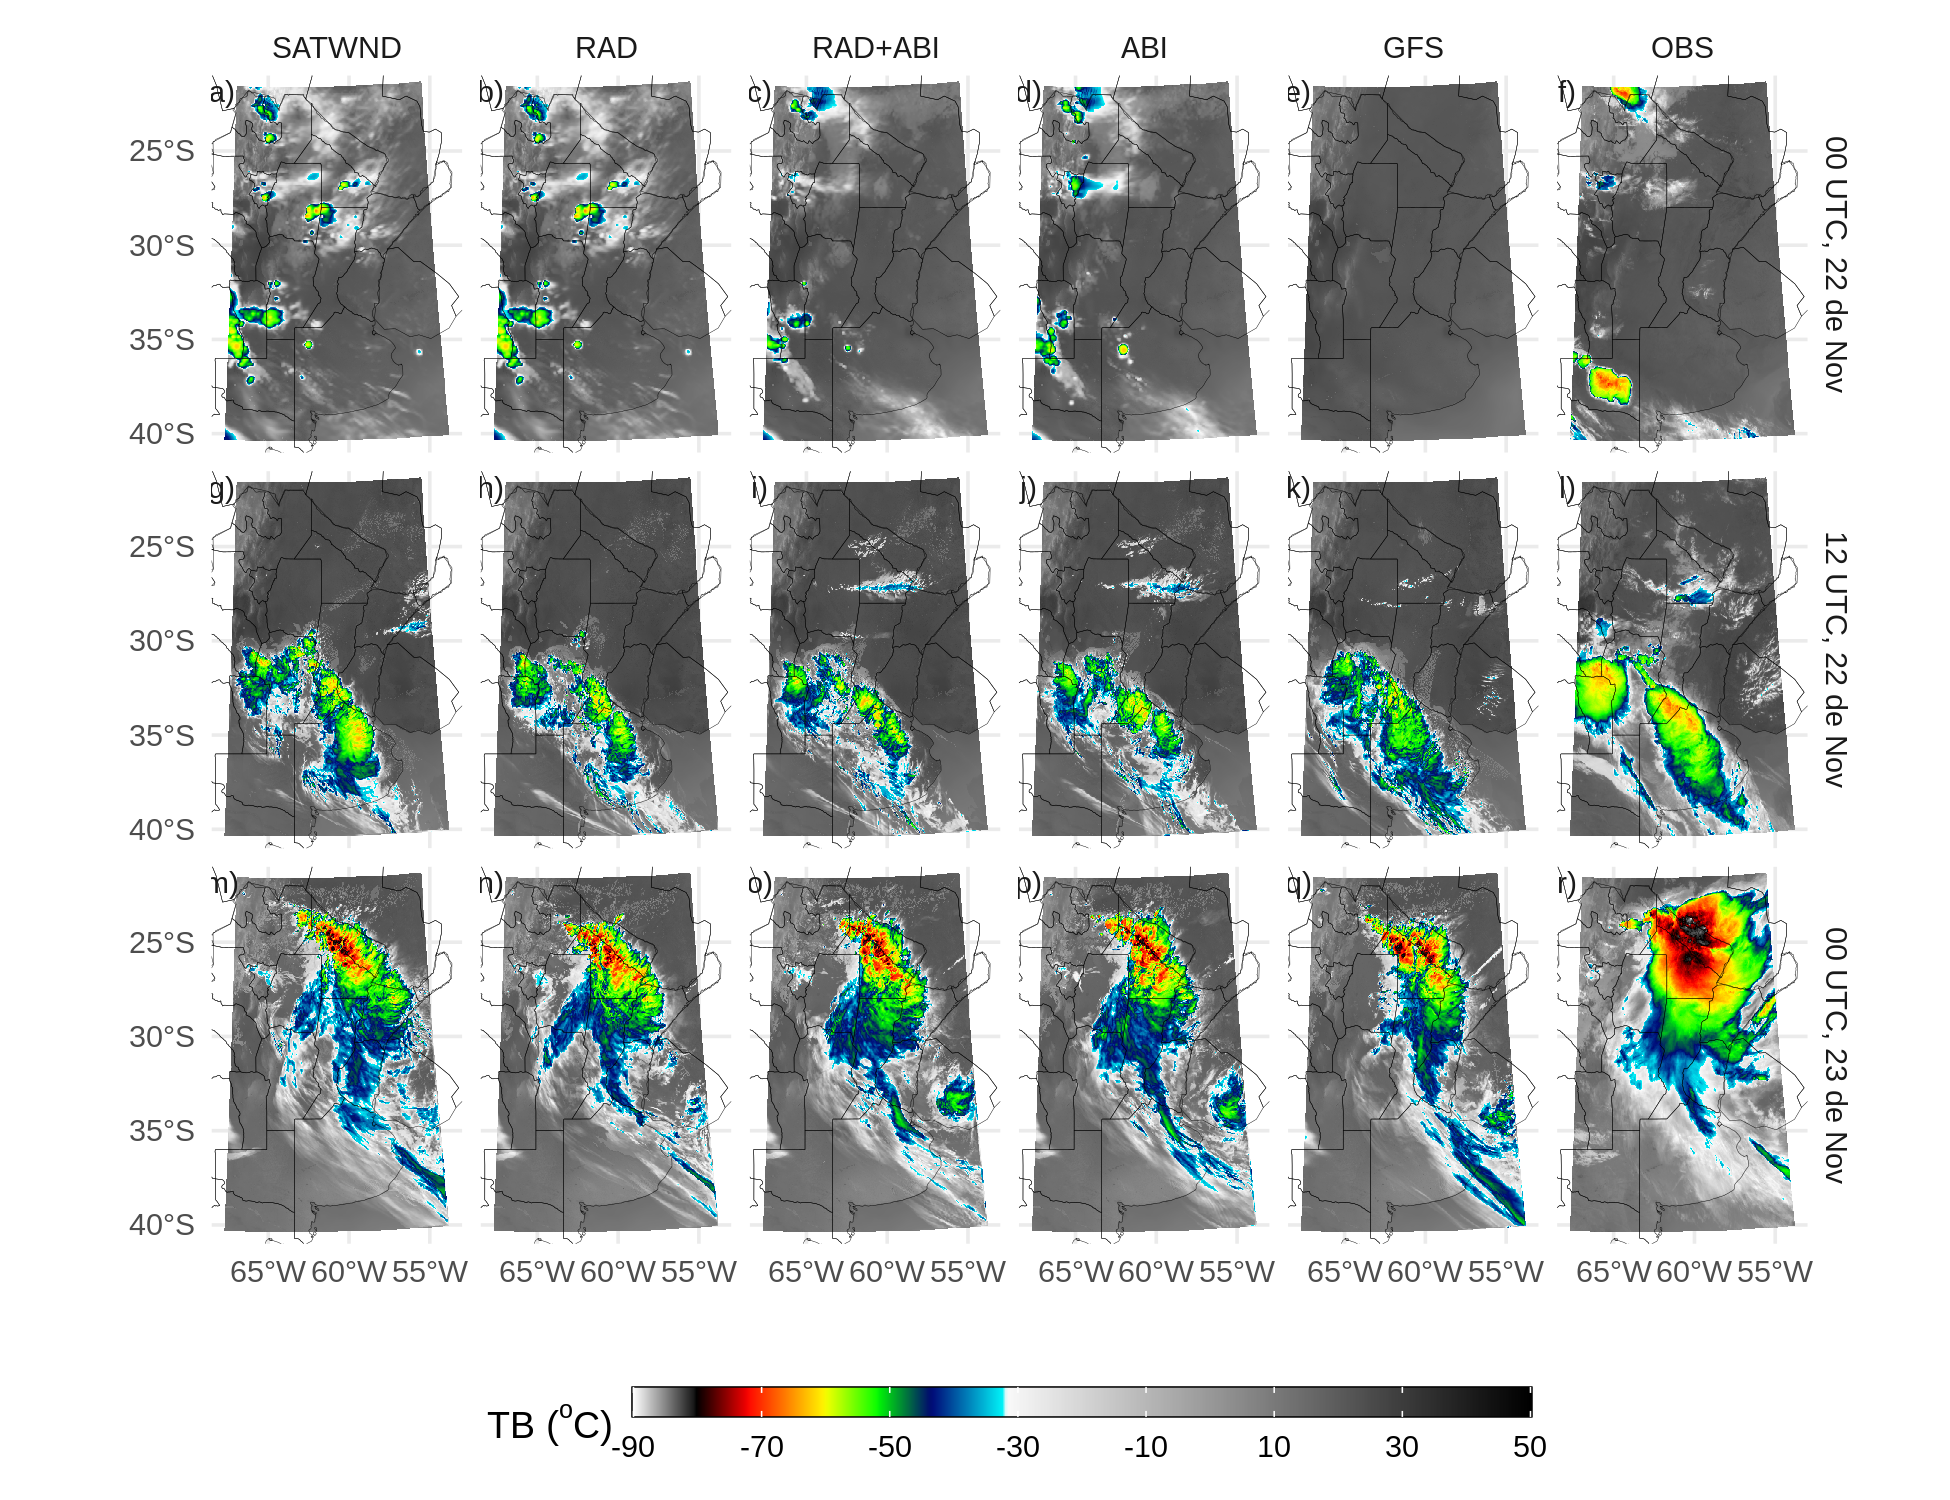 SATWND RAD RAD+ABI ABI GFS OBS
a) b) c) d) e) f)
25°S
30°S
35°S
40°S
00 UTC, 22 de Nov
g) h) i) j) k) l)
25°S
30°S
35°S
40°S
12 UTC, 22 de Nov
m) n) o) p) q) r)
25°S
30°S
35°S
40°S
00 UTC, 23 de Nov
65°W 60°W 55°W 65°W 60°W 55°W 65°W 60°W 55°W 65°W 60°W 55°W 65°W 60°W 55°W 65°W 60°W 55°W
TB (°C)
-90 -70 -50 -30 -10 10 30 50